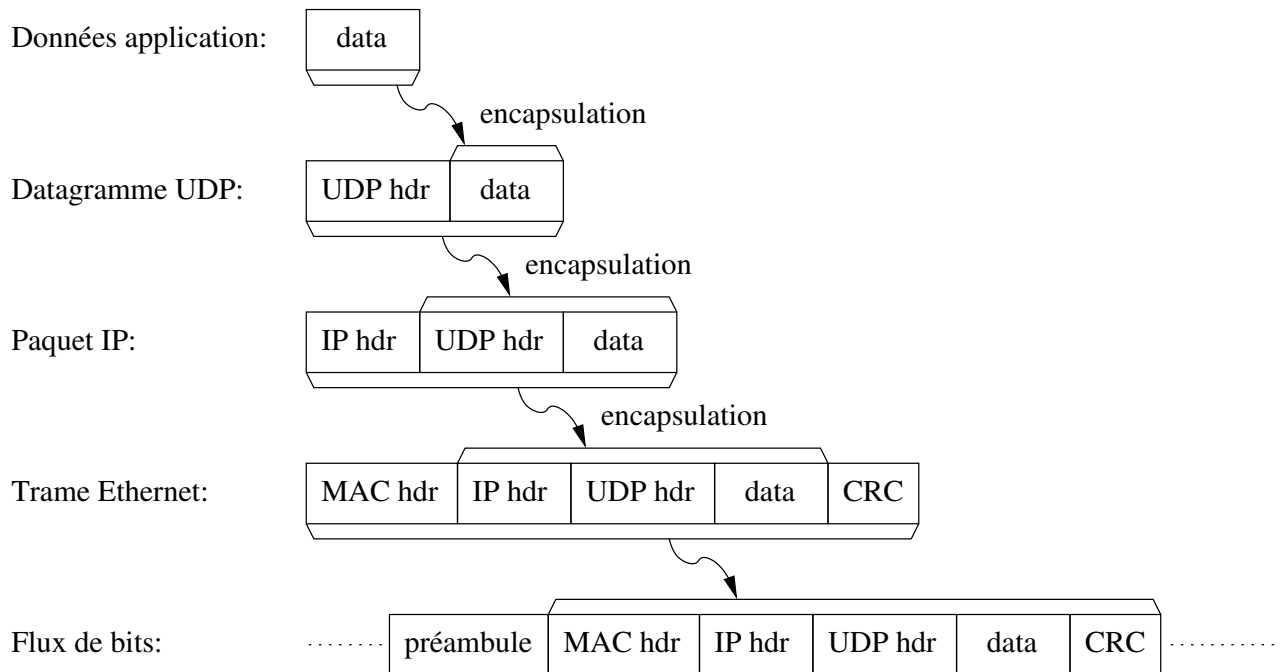 Données application: data
encapsulation
Datagramme UDP: UDP hdr data
encapsulation
Paquet IP: IP hdr UDP hdr data
encapsulation
Trame Ethernet: MAC hdr IP hdr UDP hdr data CRC
Flux de bits: préambule MAC hdr IP hdr UDP hdr data CRC